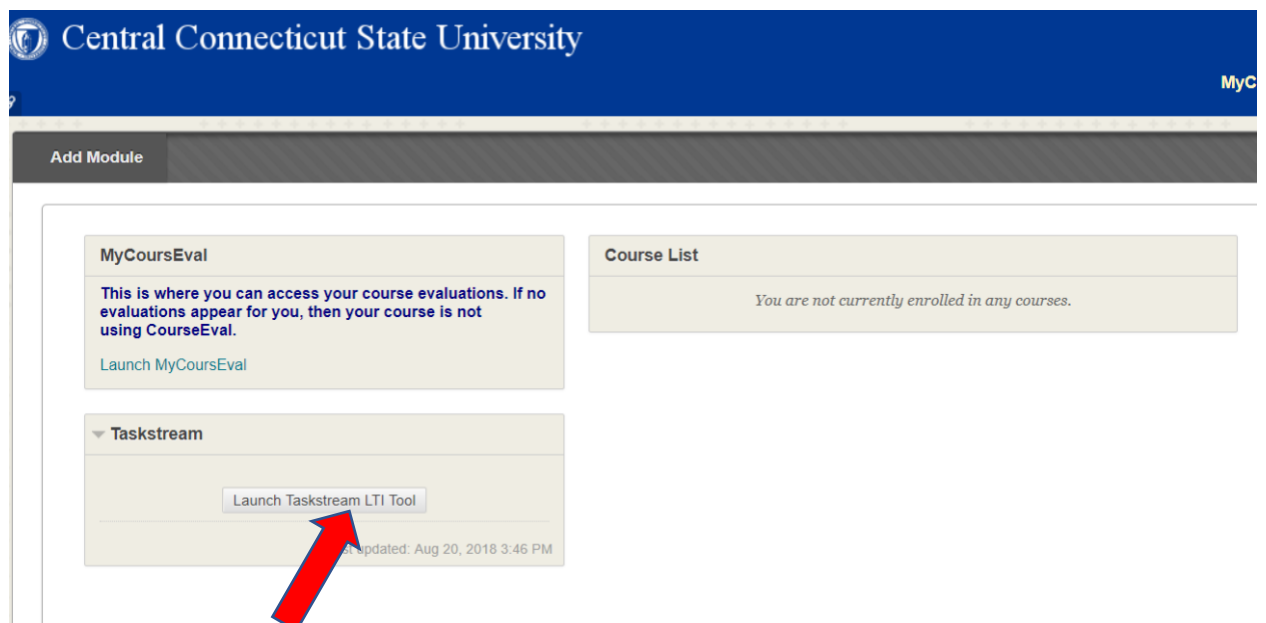 Central Connecticut State University
MyC
Add Module
MyCoursEval
This is where you can access your course evaluations. If no
evaluations appear for you, then your course is not
using CourseEval.
Launch MyCoursEval
Course List
You are not currently enrolled in any courses.
Taskstream
Launch Taskstream LTI Tool
updated: Aug 20, 2018 3:46 PM